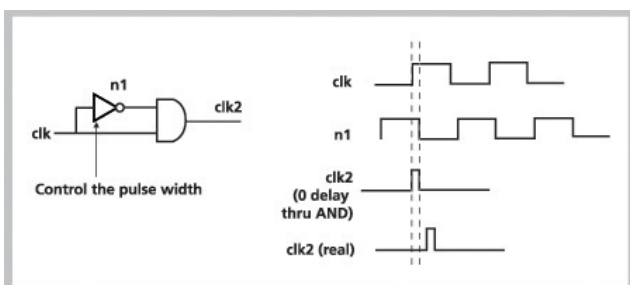 n1
clk2
clk
Control the pulse width
clk
n1
clk2
(0 delay
thru AND)
clk2 (real)